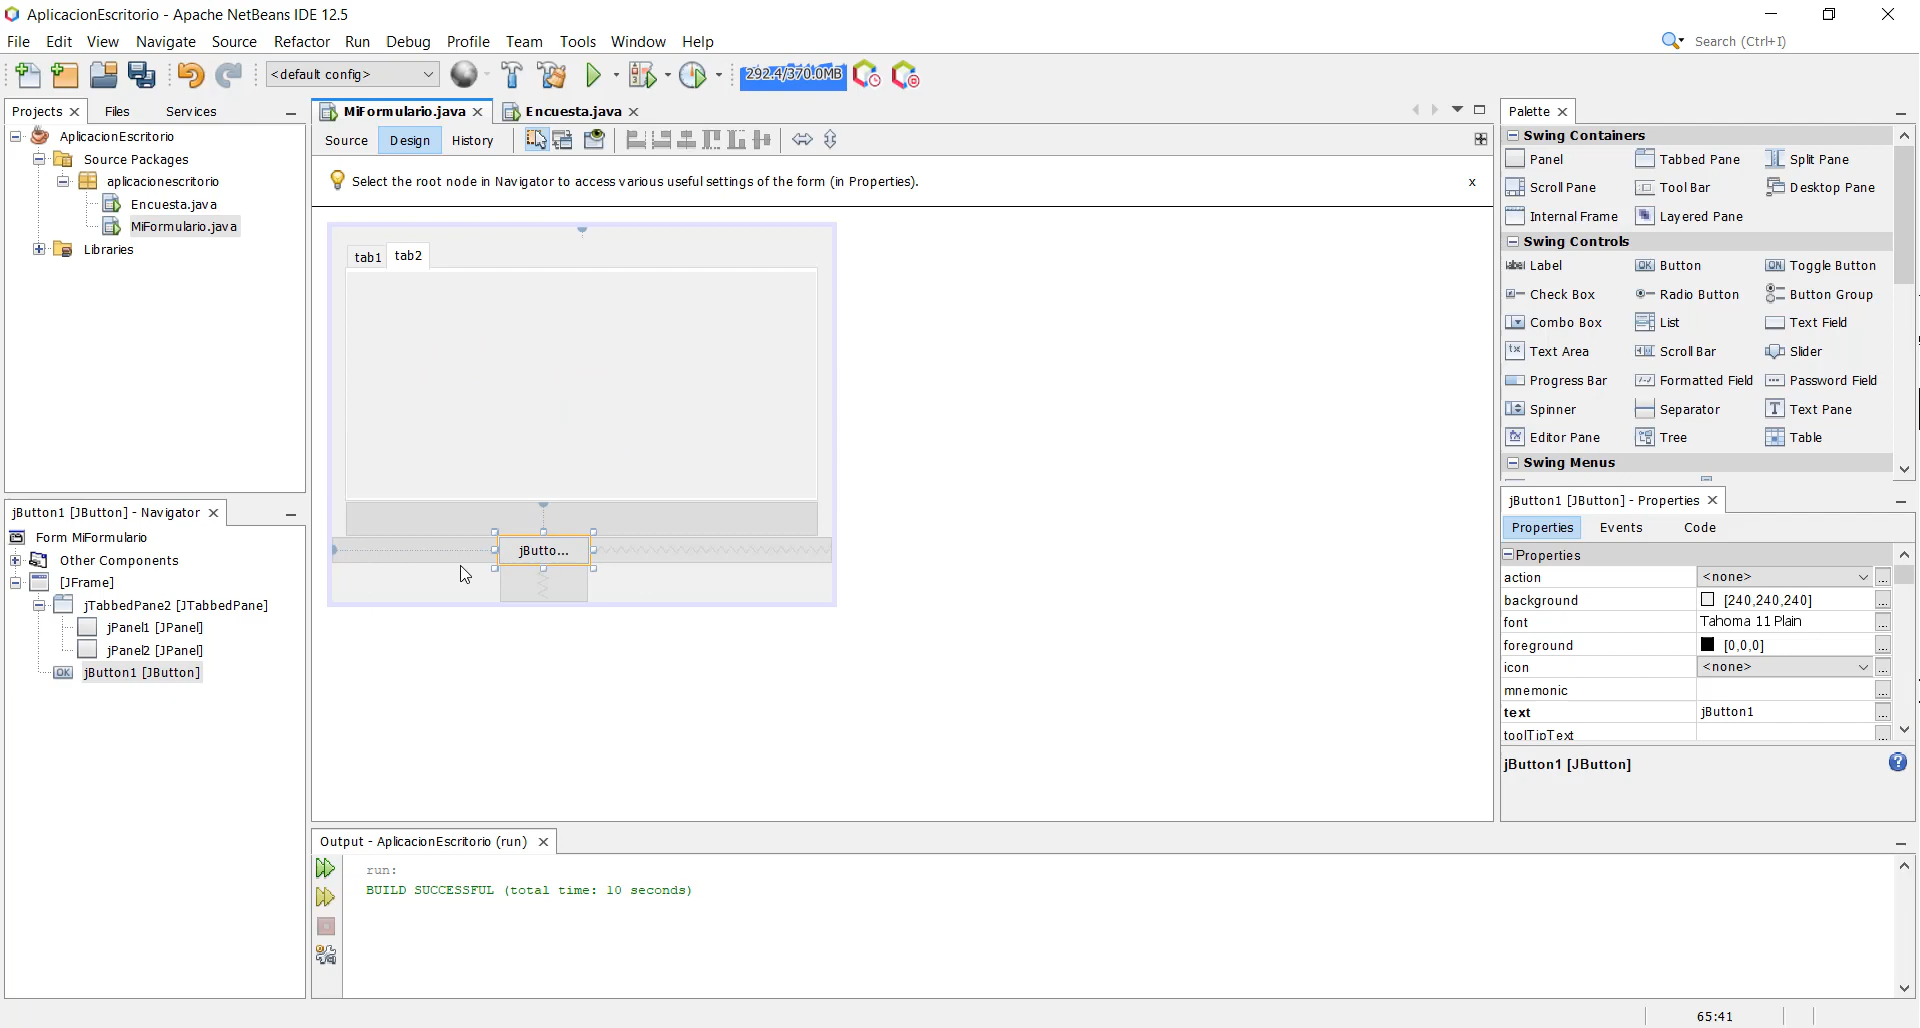 AplicacionEscritorio - Apache NetBeans IDE 12.5
File Edit View Navigate Source Refactor Run Debug Profile Team Tools Window Help
Search (Ctrl+I)
<default config>
292.4/370.0MB
Projects Files Services
AplicacionEscritorio
Source Packages
aplicacionescritorio
Encuesta.java
MiFormulario.java
Libraries
MiFormulario.java Encuesta.java
Source Design History
Select the root node in Navigator to access various useful settings of the form (in Properties).
x
tab1 tab2
jButto...
jButton1 [JButton] - Navigator
Form MiFormulario
Other Components
[JFrame]
jTabbedPane2 [JTabbedPane]
jPanel1 [JPanel]
jPanel2 [JPanel]
OK jButton1 [JButton]
Palette
Swing Containers
Panel Tabbed Pane Split Pane
Scroll Pane Tool Bar Desktop Pane
Internal Frame Layered Pane
Swing Controls
label Label OK Button ON Toggle Button
Check Box Radio Button Button Group
Combo Box List Text Field
Text Area Scroll Bar Slider
Progress Bar Formatted Field Password Field
Spinner Separator Text Pane
Editor Pane Tree Table
Swing Menus
jButton1 [JButton] - Properties
Properties Events Code
Properties
action <none> ...
background [240,240,240] ...
font Tahoma 11 Plain ...
foreground [0,0,0] ...
icon <none> ...
mnemonic ...
text jButton1 ...
toolTipText ...
jButton1 [JButton]
Output - AplicacionEscritorio (run)
run:
BUILD SUCCESSFUL (total time: 10 seconds)
65:41